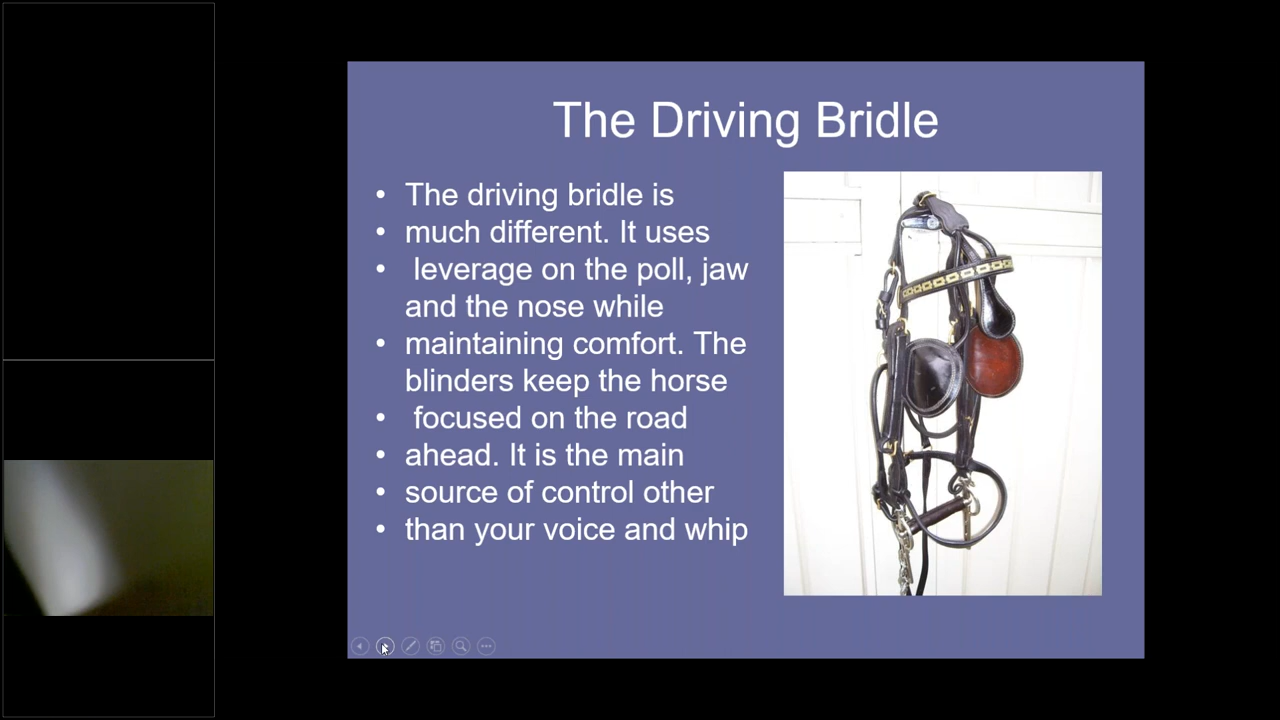 The Driving Bridle
• The driving bridle is
• much different. It uses
• leverage on the poll, jaw
and the nose while
• maintaining comfort. The
blinders keep the horse
• focused on the road
• ahead. It is the main
• source of control other
• than your voice and whip